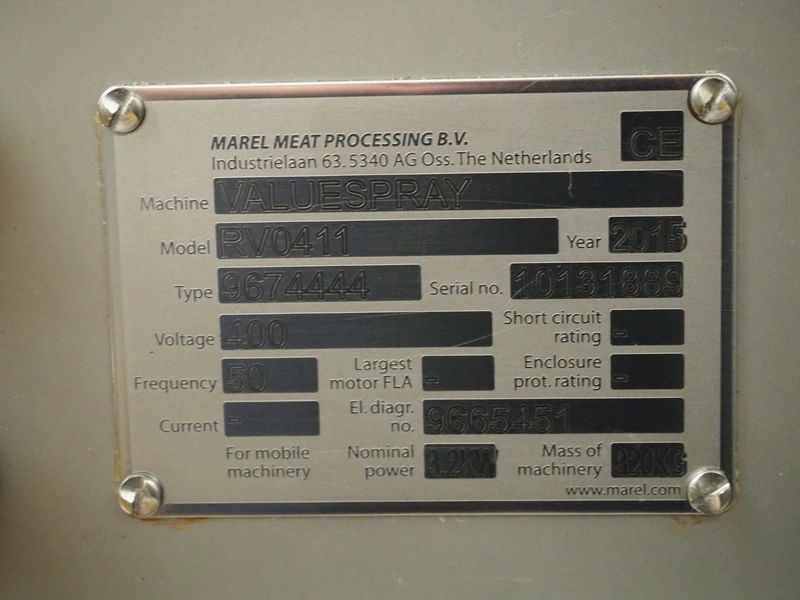 MAREL MEAT PROCESSING B.V.
Industrielaan 63. 5340 AG Oss. The Netherlands
CE
Machine VALUESPRAY
Model RV0411 Year 2015
Type 9674444 Serial no. 10131889
Voltage 400 Short circuit rating -
Frequency 50 Largest motor FLA - Enclosure prot. rating -
Current - El. diagr. no. 9665451
For mobile machinery Nominal power 3.2KW Mass of machinery 320KG
www.marel.com